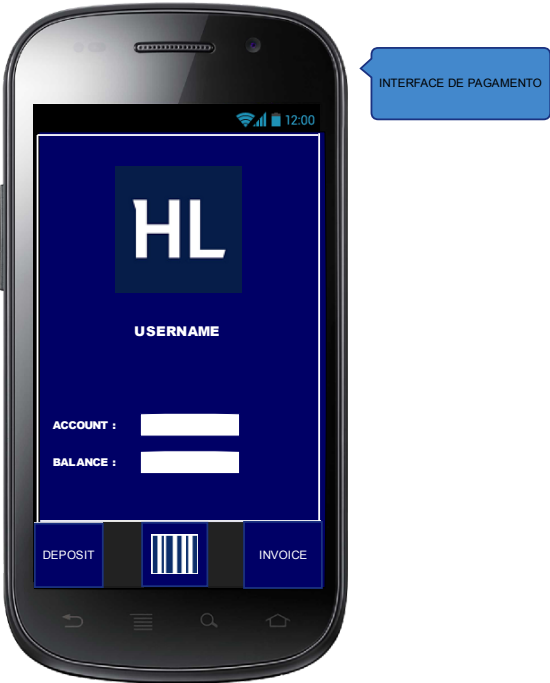 INTERFACE DE PAGAMENTO
12:00
HL
USERNAME
ACCOUNT :
BALANCE :
DEPOSIT
INVOICE